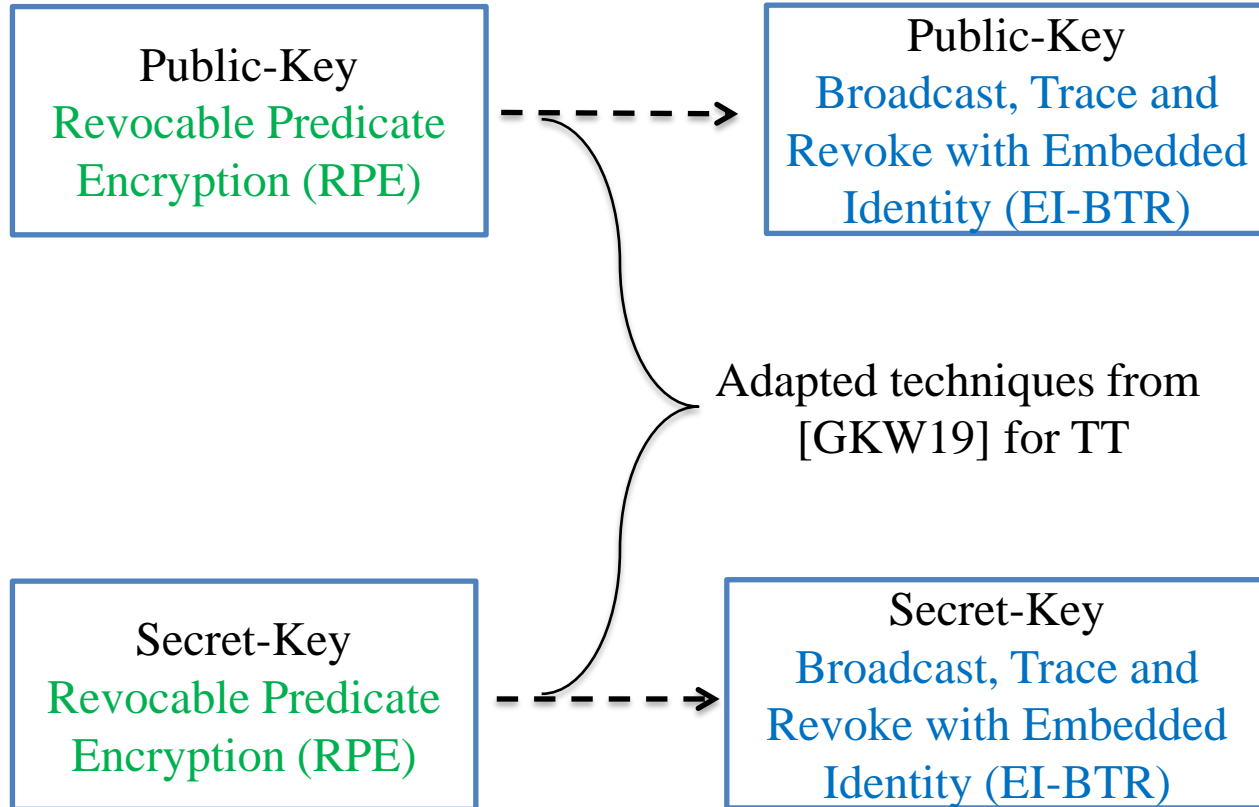 Public-Key
Revocable Predicate
Encryption (RPE)
Public-Key
Broadcast, Trace and
Revoke with Embedded
Identity (EI-BTR)
Adapted techniques from
[GKW19] for TT
Secret-Key
Revocable Predicate
Encryption (RPE)
Secret-Key
Broadcast, Trace and
Revoke with Embedded
Identity (EI-BTR)